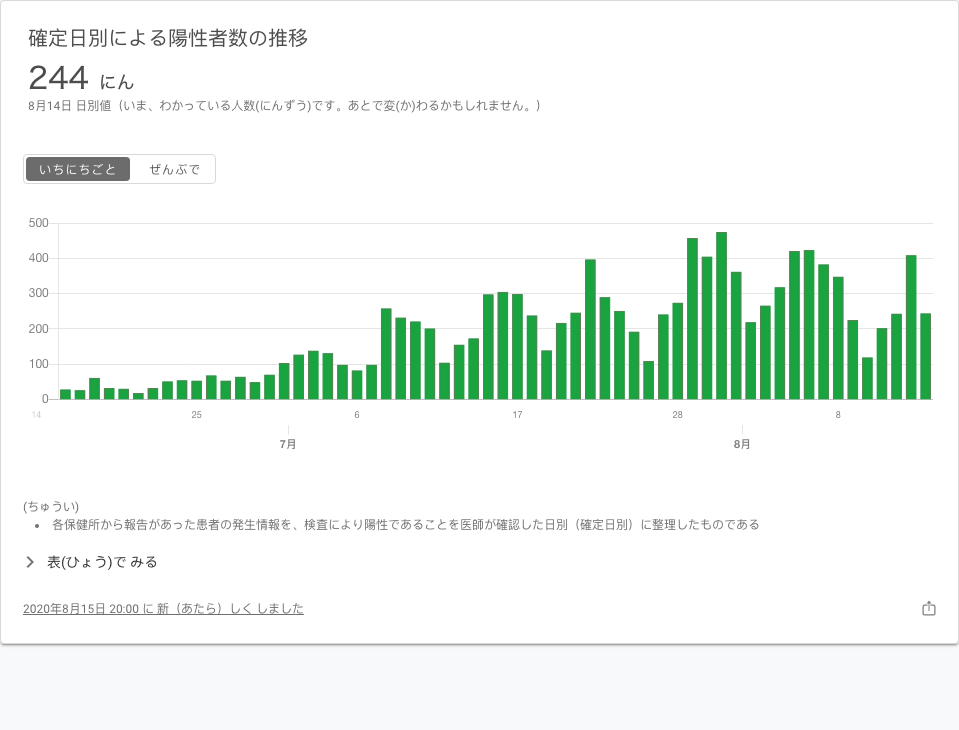 確定日別による陽性者数の推移
244 にん
8月14日 日別値（いま、わかっている人数(にんずう)です。あとで変(か)わるかもしれません。）
いちにちごと ぜんぶで
500
400
300
200
100
0
14 25 6 17 28 8
7月 8月
(ちゅうい)
• 各保健所から報告があった患者の発生情報を、検査により陽性であることを医師が確認した日別（確定日別）に整理したものである
表(ひょう)で みる
2020年8月15日 20:00 に 新（あたら）しく しました